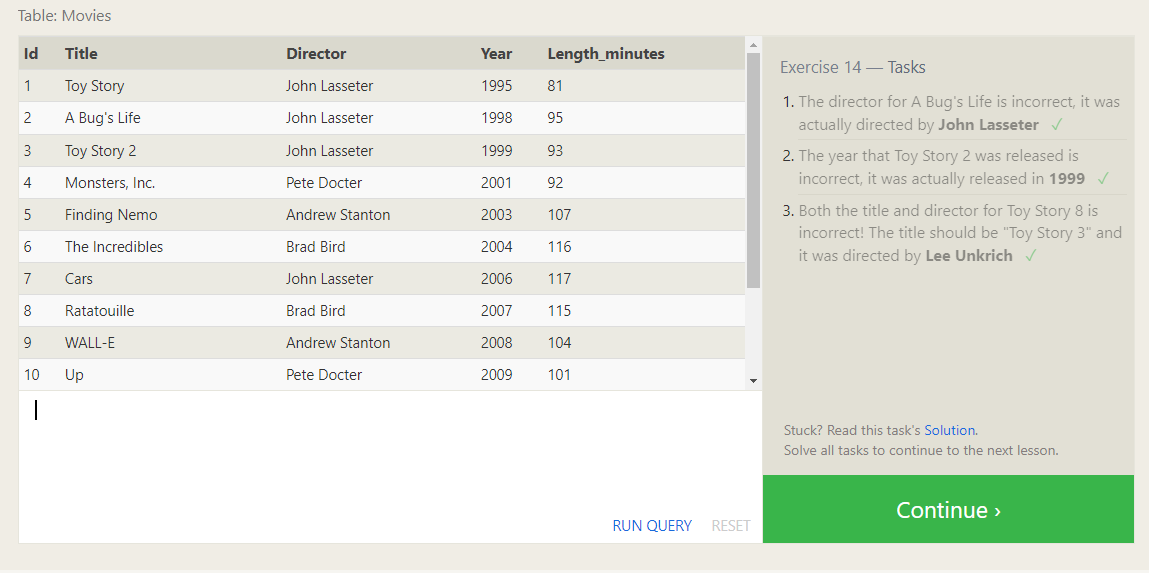 Table: Movies
Id Title Director Year Length_minutes
1 Toy Story John Lasseter 1995 81
2 A Bug's Life John Lasseter 1998 95
3 Toy Story 2 John Lasseter 1999 93
4 Monsters, Inc. Pete Docter 2001 92
5 Finding Nemo Andrew Stanton 2003 107
6 The Incredibles Brad Bird 2004 116
7 Cars John Lasseter 2006 117
8 Ratatouille Brad Bird 2007 115
9 WALL-E Andrew Stanton 2008 104
10 Up Pete Docter 2009 101
RUN QUERY RESET
Exercise 14 — Tasks
1. The director for A Bug's Life is incorrect, it was
actually directed by John Lasseter ✓
2. The year that Toy Story 2 was released is
incorrect, it was actually released in 1999 ✓
3. Both the title and director for Toy Story 8 is
incorrect! The title should be "Toy Story 3" and
it was directed by Lee Unkrich ✓
Stuck? Read this task's Solution.
Solve all tasks to continue to the next lesson.
Continue ›